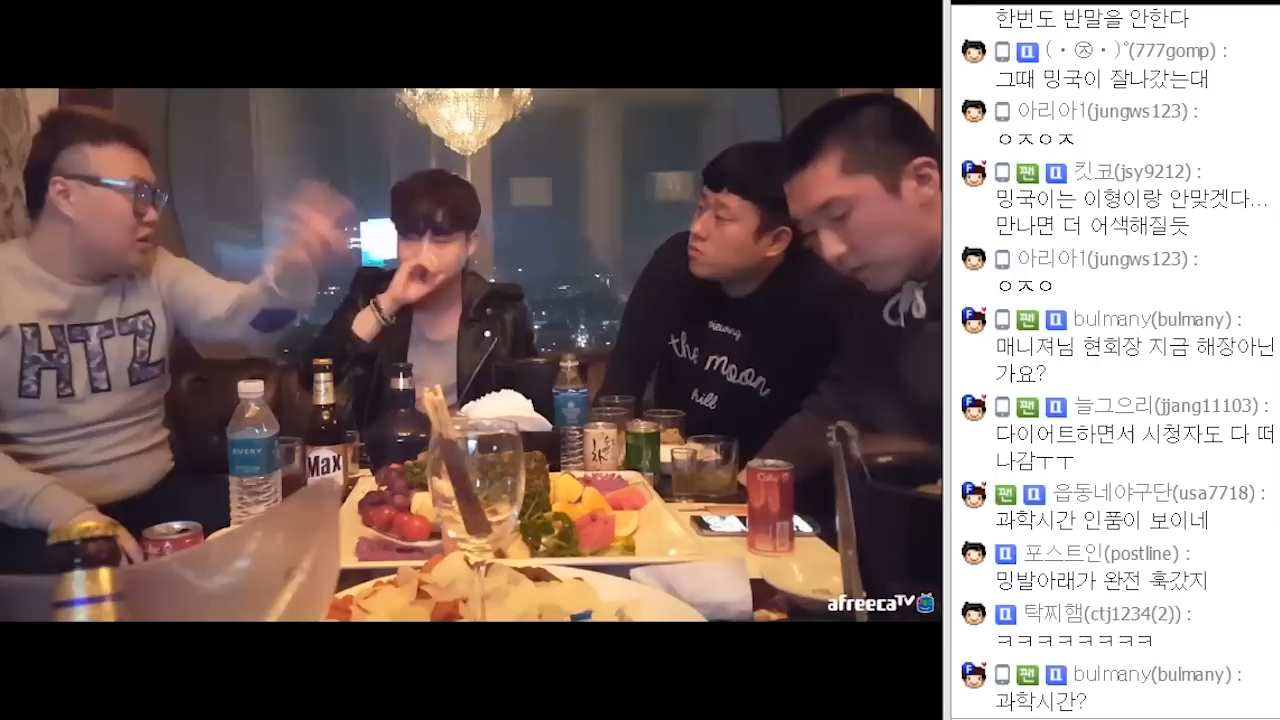 HTZ
mewong
the moon
hill
EVERY
Max
afreecaTV
한번도 반말을 안한다
(・㉨・)˚(777gomp) :
그때 밍국이 잘나갔는대
아리아1(jungws123) :
ㅇㅈㅇㅈ
킷코(jsy9212) :
밍국이는 이형이랑 안맞겟다...
만나면 더 어색해질듯
아리아1(jungws123) :
ㅇㅈㅇ
bulmany(bulmany) :
매니져님 현회장 지금 해장아닌
가요?
늘그으리(jjang11103) :
다이어트하면서 시청자도 다 떠
나감ㅜㅜ
읍동네야구단(usa7718) :
과학시간 인품이 보이네
포스트인(postline) :
밍발아래가 완전 훅갔지
탁찌햄(ctj1234(2)) :
ㅋㅋㅋㅋㅋㅋㅋㅋ
bulmany(bulmany) :
과학시간?